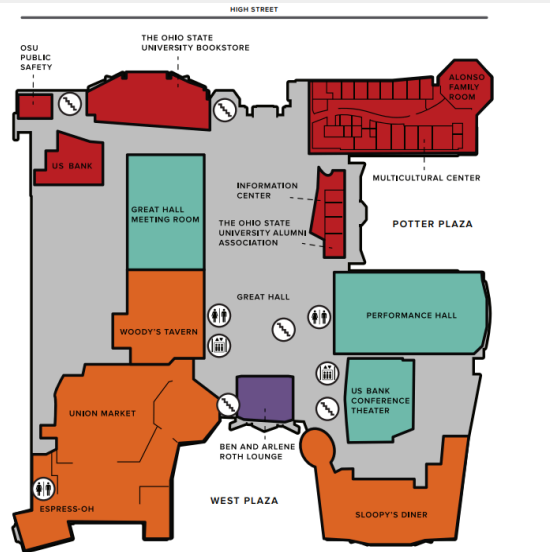 HIGH STREET
THE OHIO STATE
UNIVERSITY BOOKSTORE
OSU
PUBLIC
SAFETY
ALONSO
FAMILY
ROOM
US BANK
MULTICULTURAL CENTER
INFORMATION
CENTER
GREAT HALL
MEETING ROOM
THE OHIO STATE
UNIVERSITY ALUMNI
ASSOCIATION
POTTER PLAZA
GREAT HALL
PERFORMANCE HALL
WOODY'S TAVERN
US BANK
CONFERENCE
THEATER
UNION MARKET
BEN AND ARLENE
ROTH LOUNGE
WEST PLAZA
ESPRESS-OH
SLOOPY'S DINER